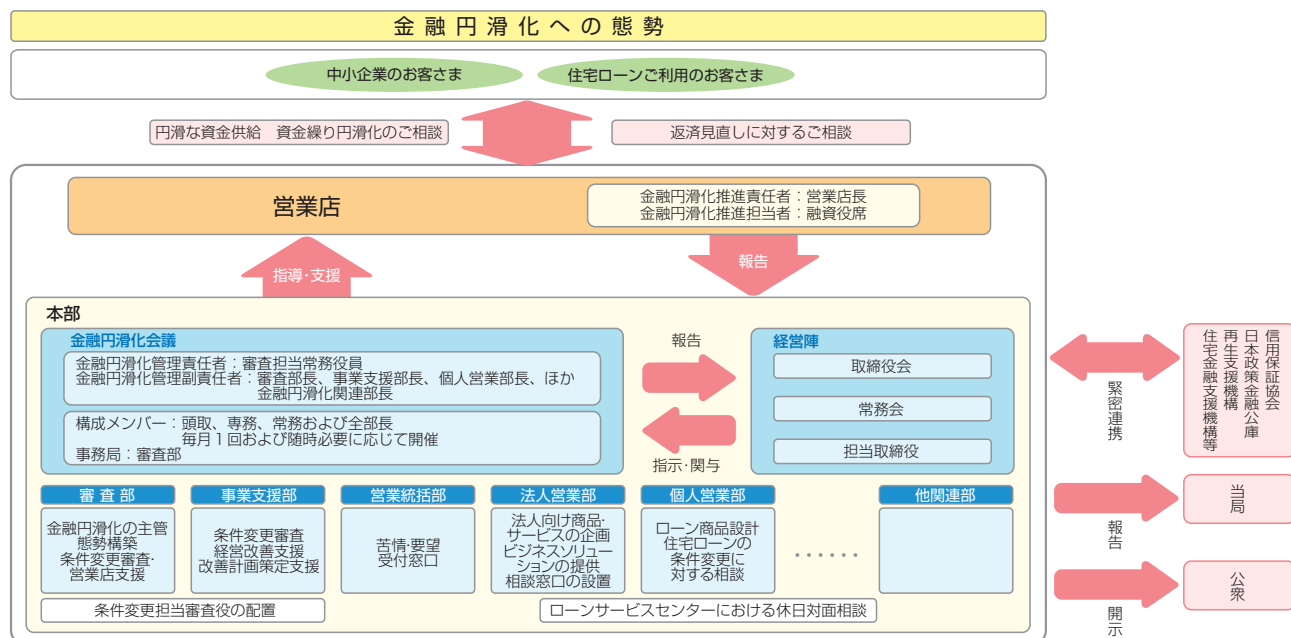 金融円滑化への態勢
中小企業のお客さま
住宅ローンご利用のお客さま
円滑な資金供給　資金繰り円滑化のご相談
返済見直しに対するご相談
営業店
金融円滑化推進責任者：営業店長
金融円滑化推進担当者：融資役席
指導・支援
報告
本部
金融円滑化会議
金融円滑化管理責任者：審査担当常務役員
金融円滑化管理副責任者：審査部長、事業支援部長、個人営業部長、ほか
金融円滑化関連部長
構成メンバー：頭取、専務、常務および全部長
毎月１回および随時必要に応じて開催
事務局：審査部
報告
指示・関与
経営陣
取締役会
常務会
担当取締役
緊密連携
信用保証協会
日本政策金融公庫
再生支援機構
住宅金融支援機構等
審査部
金融円滑化の主管
態勢構築
条件変更審査・
営業店支援
事業支援部
条件変更審査
経営改善支援
改善計画策定支援
営業統括部
苦情・要望
受付窓口
法人営業部
法人向け商品・
サービスの企画
ビジネスソリュー
ションの提供
相談窓口の設置
個人営業部
ローン商品設計
住宅ローンの
条件変更に
対する相談
・・・・・・
他関連部
報告
当局
開示
公衆
条件変更担当審査役の配置
ローンサービスセンターにおける休日対面相談